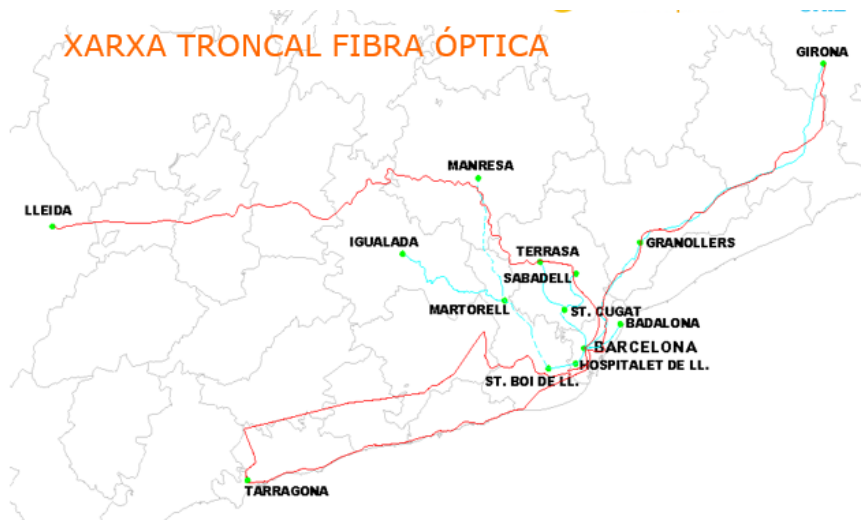 XARXA TRONCAL FIBRA ÓPTICA
GIRONA
MANRESA
LLEIDA
IGUALADA
TERRASA
GRANOLLERS
SABADELL
MARTORELL
ST. CUGAT
BADALONA
BARCELONA
HOSPITALET DE LL.
ST. BOI DE LL.
TARRAGONA